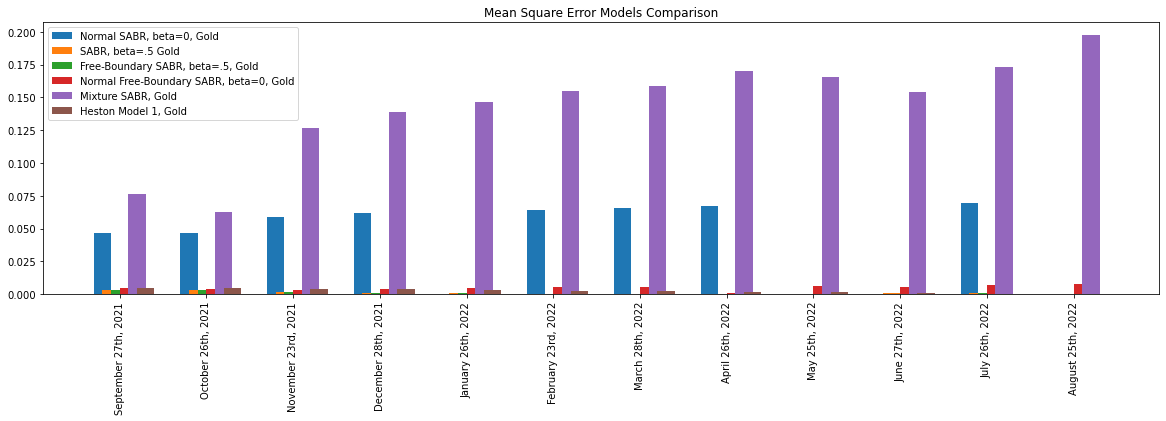 Mean Square Error Models Comparison
Normal SABR, beta=0, Gold
SABR, beta=.5 Gold
Free-Boundary SABR, beta=.5, Gold
Normal Free-Boundary SABR, beta=0, Gold
Mixture SABR, Gold
Heston Model 1, Gold
0.200
0.175
0.150
0.125
0.100
0.075
0.050
0.025
0.000
September 27th, 2021
October 26th, 2021
November 23rd, 2021
December 28th, 2021
January 26th, 2022
February 23rd, 2022
March 28th, 2022
April 26th, 2022
May 25th, 2022
June 27th, 2022
July 26th, 2022
August 25th, 2022